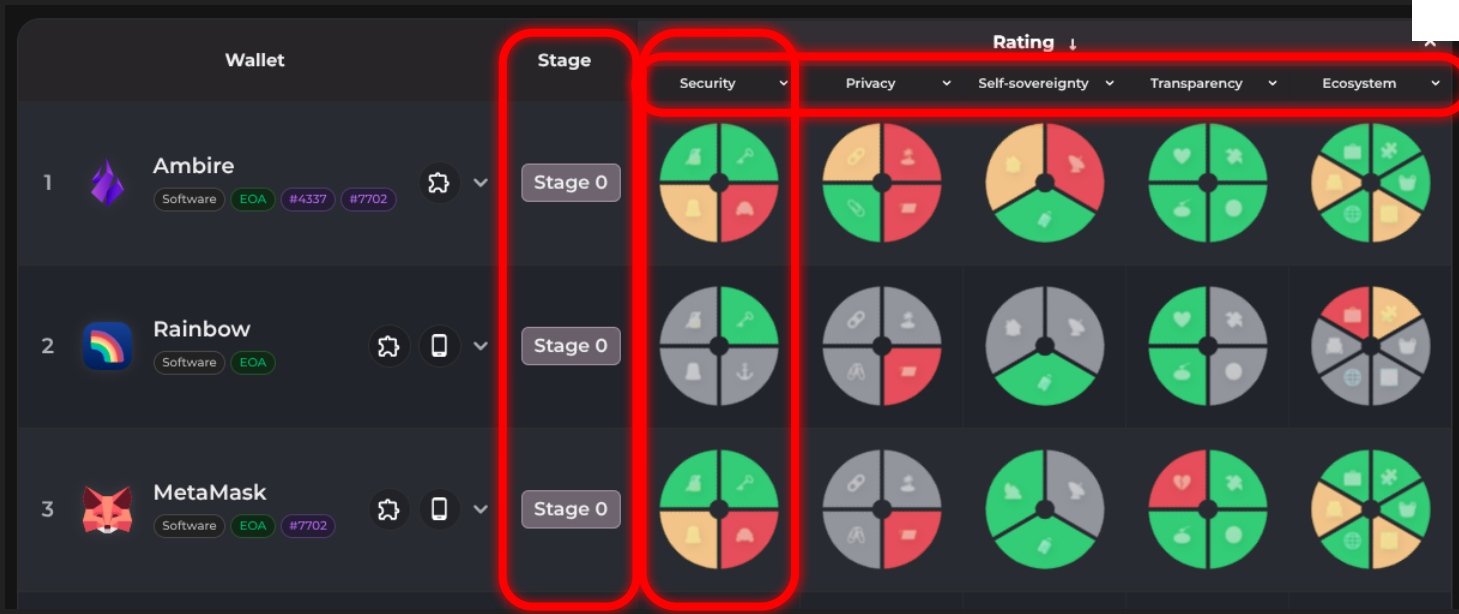 Wallet
Stage
Rating ↓
Security
Privacy
Self-sovereignty
Transparency
Ecosystem
1
Ambire
Software
EOA
#4337
#7702
Stage 0
2
Rainbow
Software
EOA
Stage 0
3
MetaMask
Software
EOA
#7702
Stage 0